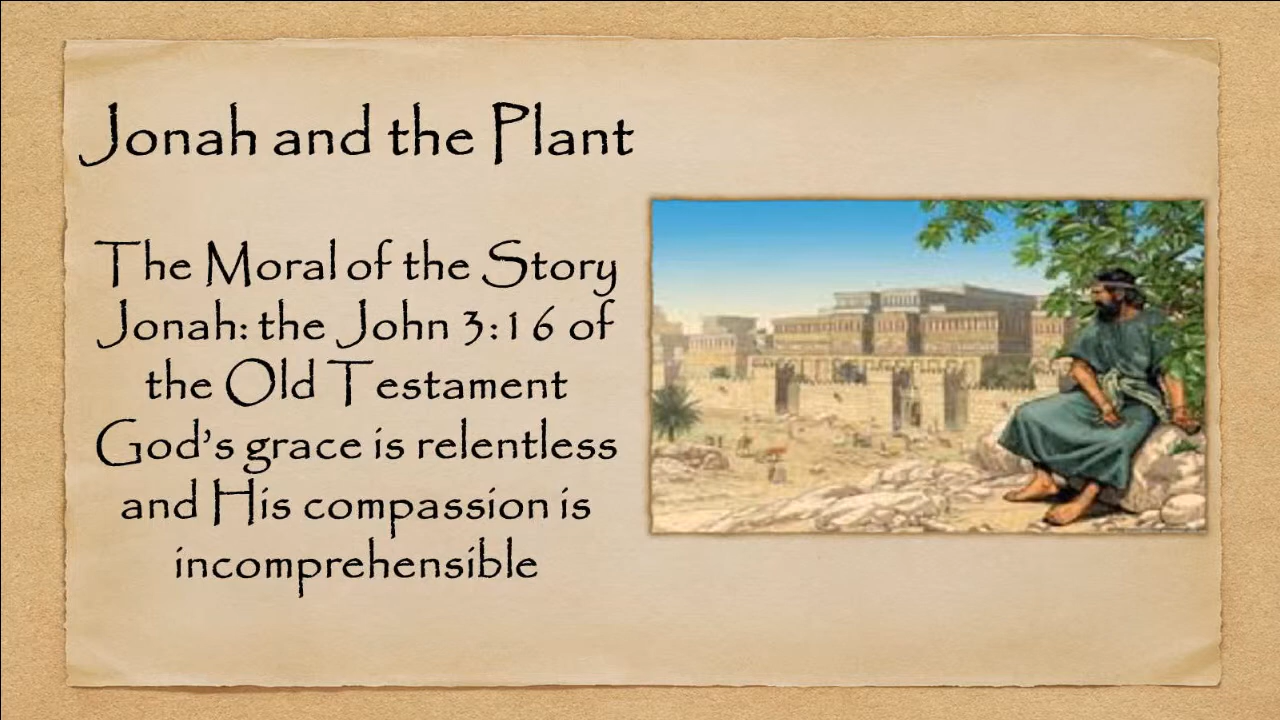 Jonah and the Plant
The Moral of the Story
Jonah: the John 3:16 of
the Old Testament
God's grace is relentless
and His compassion is
incomprehensible